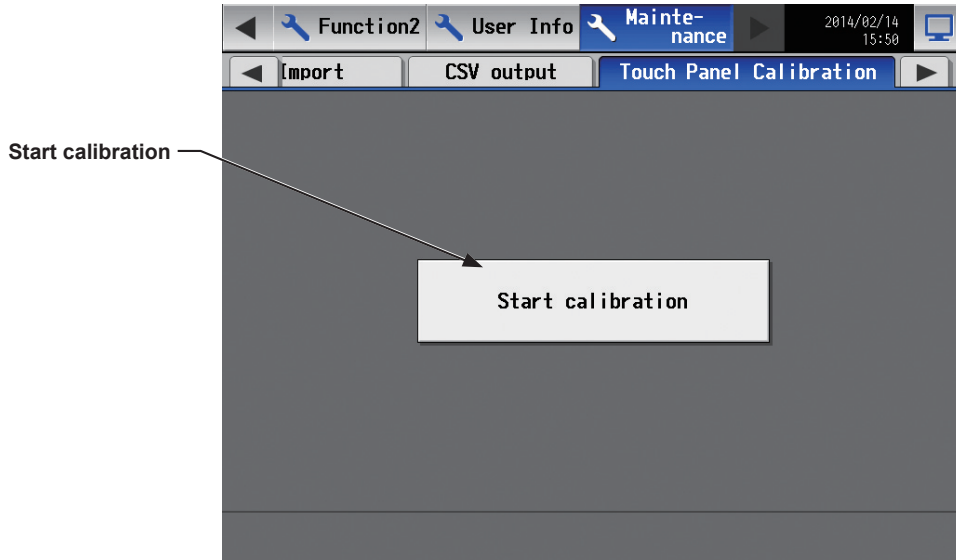 Function2 User Info Mainte-
nance
2014/02/14
15:50
Import CSV output Touch Panel Calibration
Start calibration
Start calibration